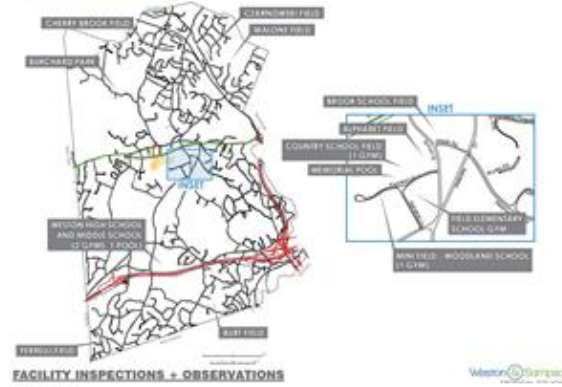 CZERNOWSKI FIELD
CHERRY BROOK FIELD
MALONE FIELD
BURCHARD PARK
BROOK SCHOOL FIELD
INSET
ALPHABET FIELD
COUNTRY SCHOOL FIELD
(1 GYM)
MEMORIAL POOL
INSET
WESTON HIGH SCHOOL
AND MIDDLE SCHOOL
(2 GYMS, 1 POOL)
FIELD ELEMENTARY
SCHOOL GYM
MINI FIELD - WOODLAND SCHOOL
(1 GYM)
BURT FIELD
FACILITY INSPECTIONS + OBSERVATIONS
Weston & Sampson